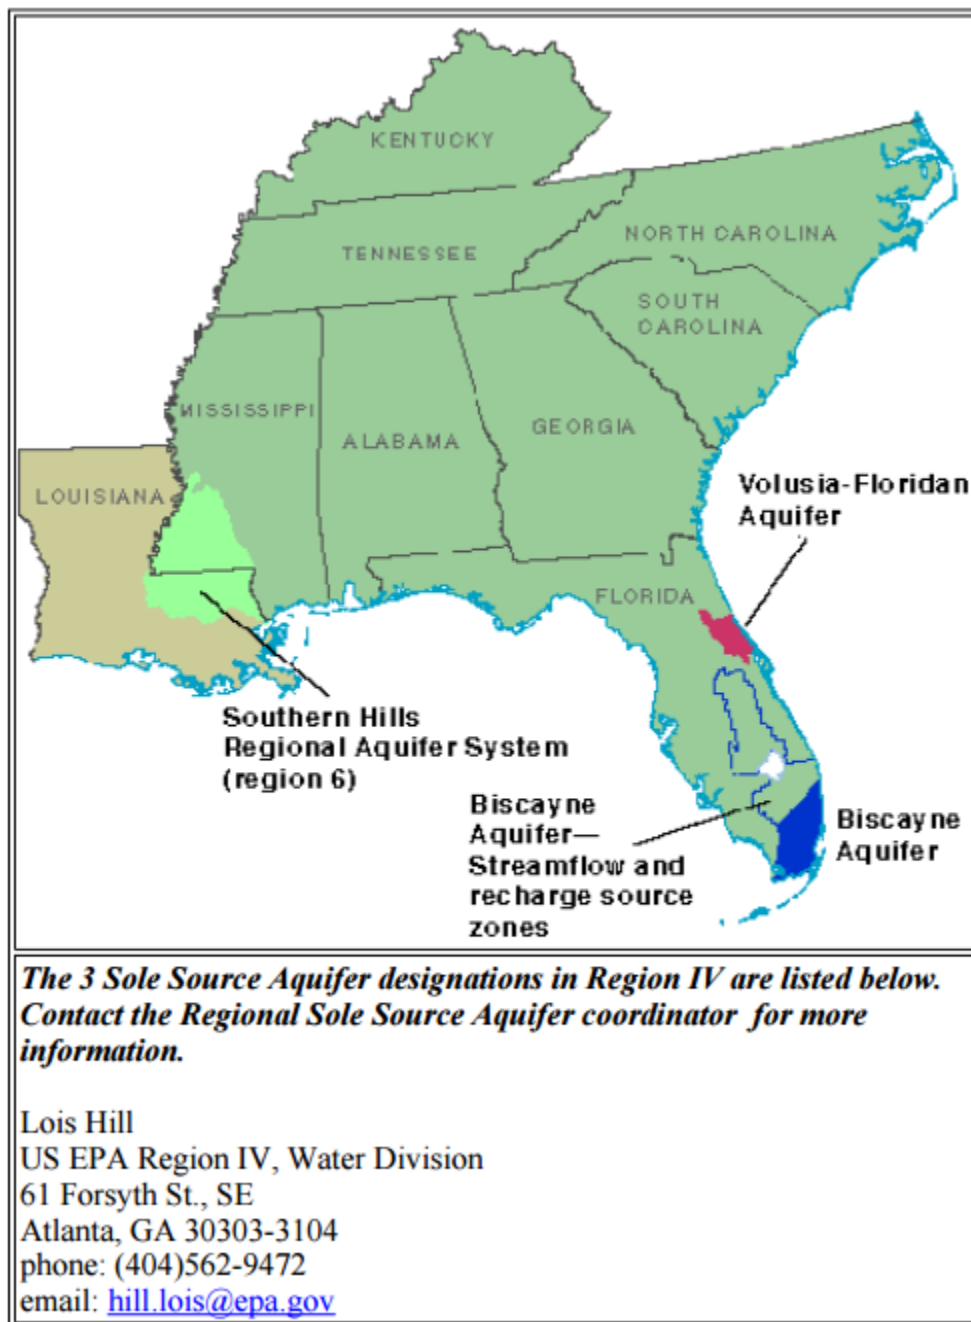 KENTUCKY
TENNESSEE
NORTH CAROLINA
SOUTH
CAROLINA
MISSISSIPPI
ALABAMA
GEORGIA
LOUISIANA
FLORIDA
Volusia-Floridan
Aquifer
Southern Hills
Regional Aquifer System
(region 6)
Biscayne
Aquifer—
Streamflow and
recharge source
zones
Biscayne
Aquifer
The 3 Sole Source Aquifer designations in Region IV are listed below.
Contact the Regional Sole Source Aquifer coordinator for more
information.
Lois Hill
US EPA Region IV, Water Division
61 Forsyth St., SE
Atlanta, GA 30303-3104
phone: (404)562-9472
email: hill.lois@epa.gov